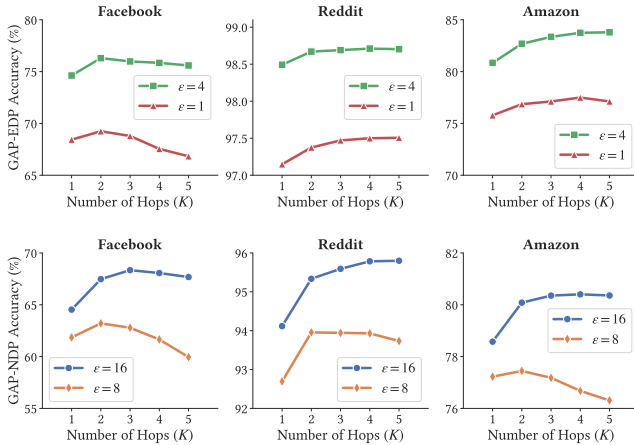 Facebook
Reddit
Amazon
GAP-EDP Accuracy (%)
80
75
70
65
99.0
98.5
98.0
97.5
97.0
85
80
75
70
ε = 4
ε = 1
ε = 4
ε = 1
ε = 4
ε = 1
1 2 3 4 5
1 2 3 4 5
1 2 3 4 5
Number of Hops (K)
Number of Hops (K)
Number of Hops (K)
Facebook
Reddit
Amazon
GAP-NDP Accuracy (%)
70
65
60
55
96
95
94
93
92
82
80
78
76
ε = 16
ε = 8
ε = 16
ε = 8
ε = 16
ε = 8
1 2 3 4 5
1 2 3 4 5
1 2 3 4 5
Number of Hops (K)
Number of Hops (K)
Number of Hops (K)